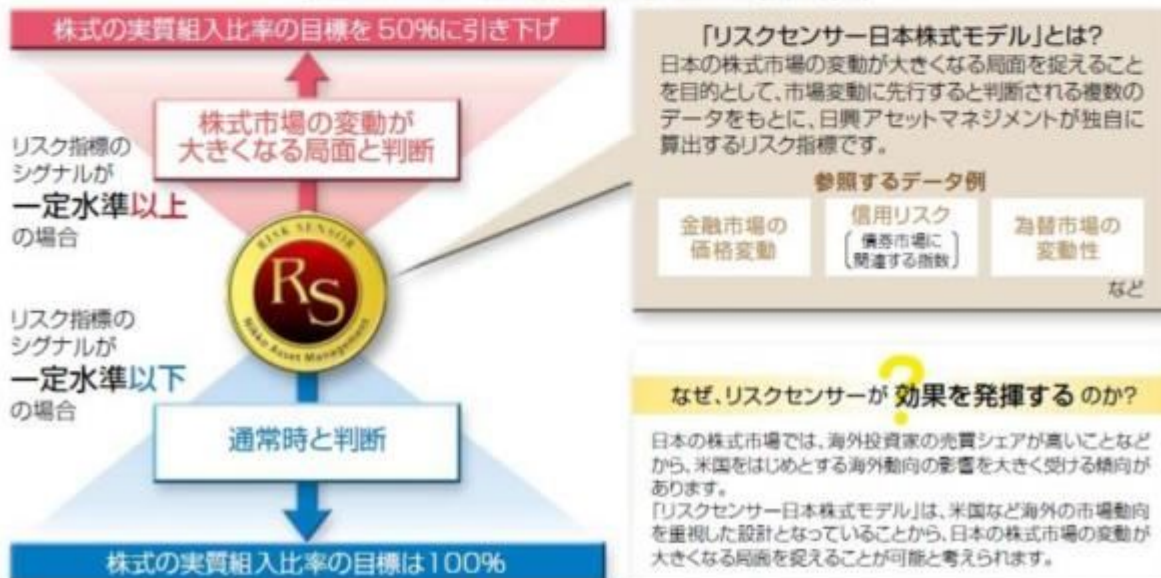 株式の実質組入比率の目標を50%に引き下げ
株式市場の変動が
大きくなる局面と判断
リスク指標の
シグナルが
一定水準以上
の場合
RISK SENSOR
RS
Nikko Asset Management
リスク指標の
シグナルが
一定水準以下
の場合
通常時と判断
株式の実質組入比率の目標は100%
「リスクセンサー日本株式モデル」とは?
日本の株式市場の変動が大きくなる局面を捉えること
を目的として、市場変動に先行すると判断される複数の
データをもとに、日興アセットマネジメントが独自に
算出するリスク指標です。
参照するデータ例
金融市場の
価格変動
信用リスク
(債券市場に
関連する指数)
為替市場の
変動性
など
?
なぜ、リスクセンサーが 効果を発揮する のか?
日本の株式市場では、海外投資家の売買シェアが高いことなど
から、米国をはじめとする海外動向の影響を大きく受ける傾向が
あります。
「リスクセンサー日本株式モデル」は、米国など海外の市場動向
を重視した設計となっていることから、日本の株式市場の変動が
大きくなる局面を捉えることが可能と考えられます。